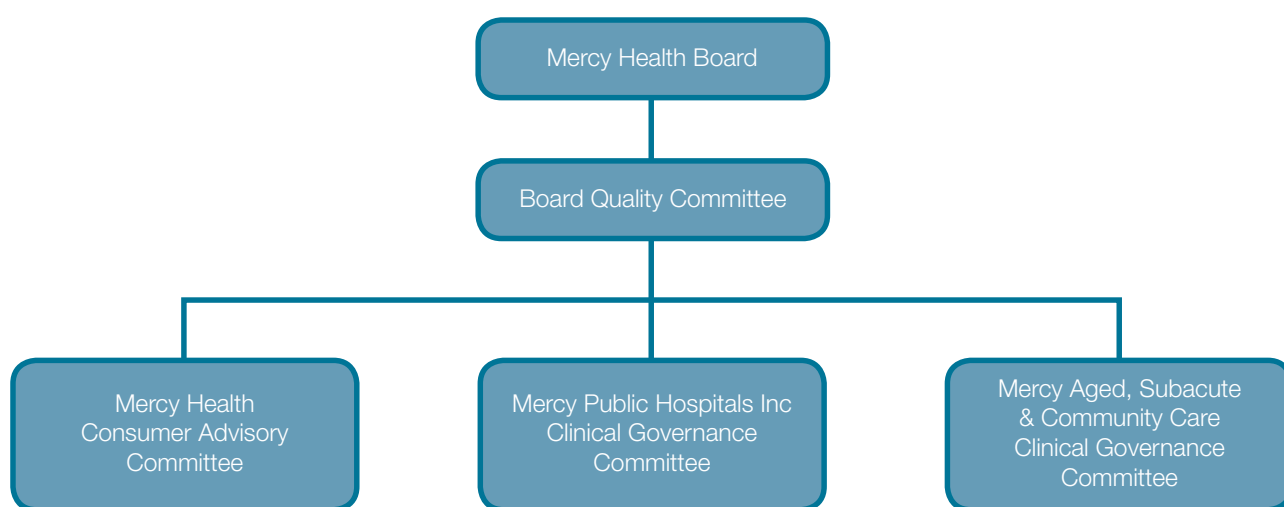 Mercy Health Board
Board Quality Committee
Mercy Health
Consumer Advisory
Committee
Mercy Public Hospitals Inc
Clinical Governance
Committee
Mercy Aged, Subacute
& Community Care
Clinical Governance
Committee